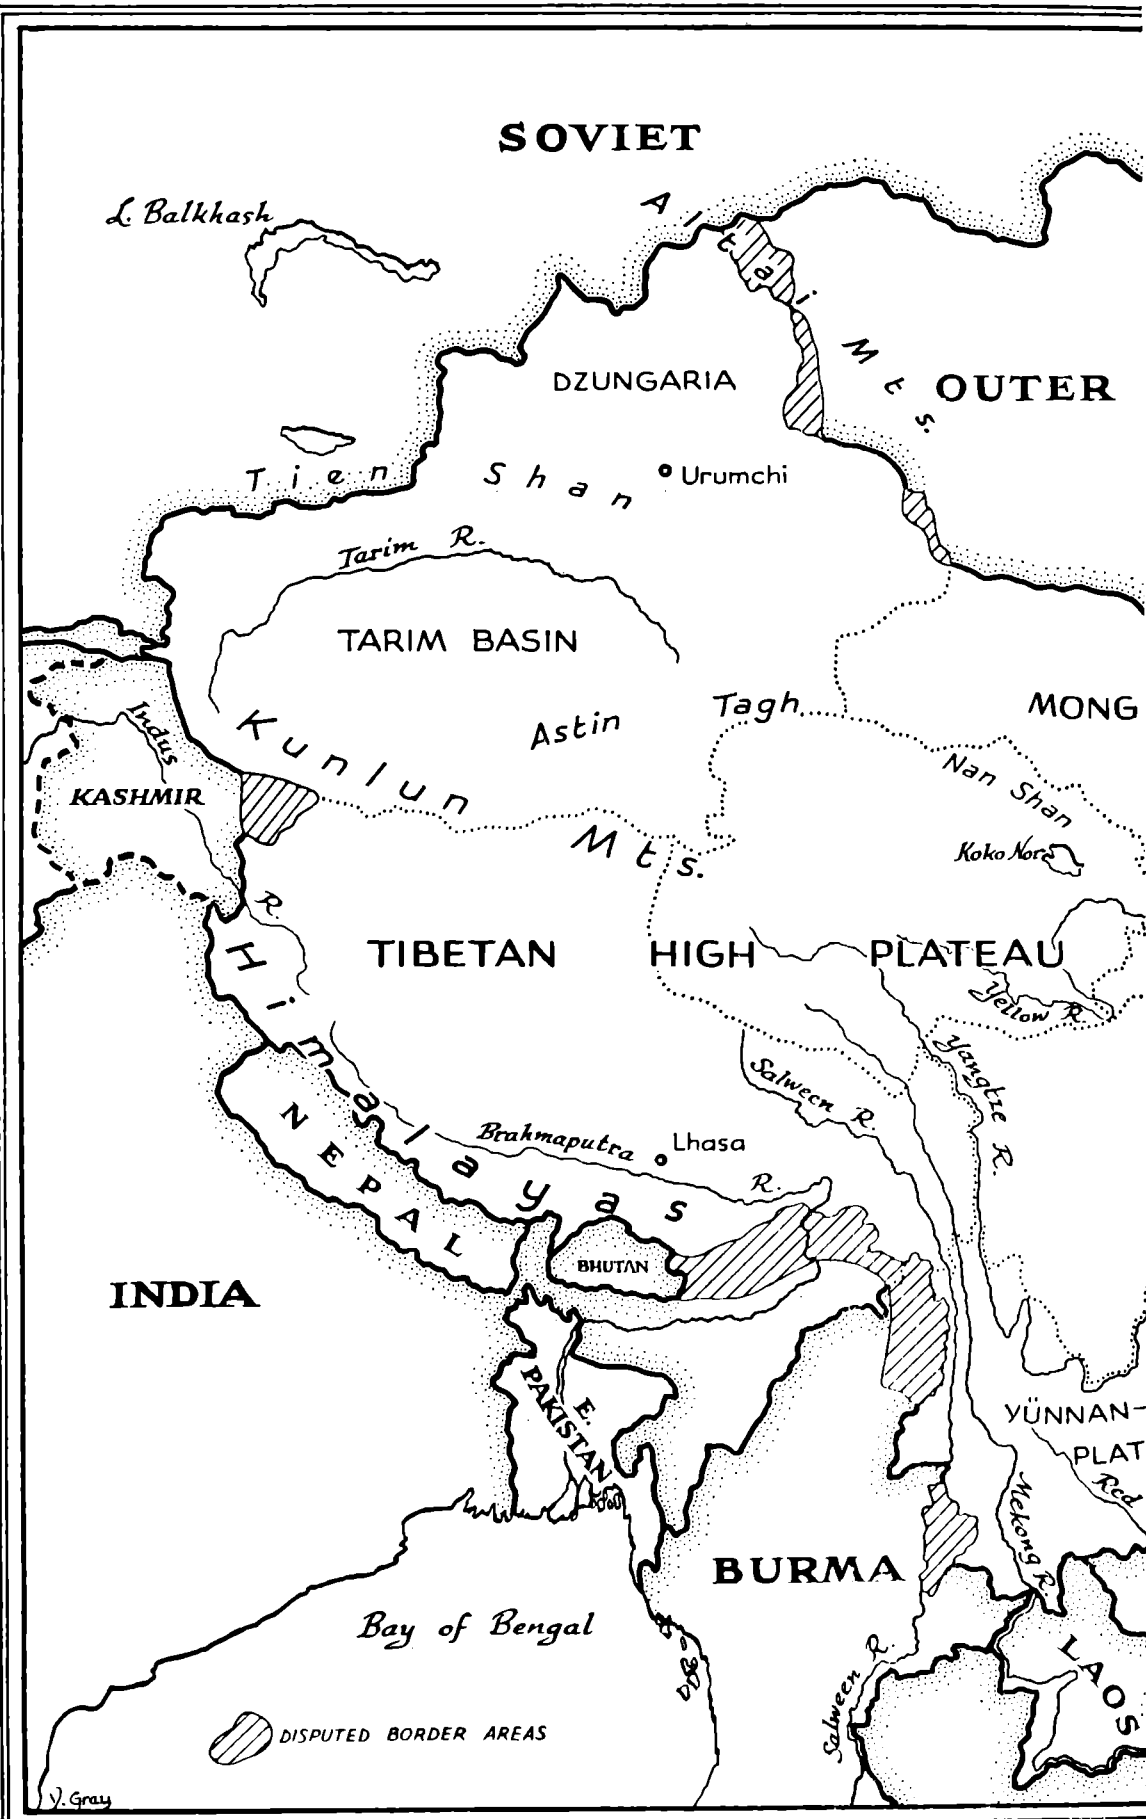 SOVIET
Altai Mts.
L. Balkhash
DZUNGARIA
OUTER
Tien Shan
Urumchi
Tarim R.
TARIM BASIN
Astin Tagh
MONG
Indus R.
Kunlun Mts.
KASHMIR
Nan Shan
Koko Nor
TIBETAN HIGH PLATEAU
Yellow R.
Himalayas
Salween R.
Yangtze R.
NEPAL
Brahmaputra R.
Lhasa
BHUTAN
INDIA
E. PAKISTAN
YÜNNAN-
PLAT
Red
Mekong R.
BURMA
Bay of Bengal
LAOS
Salween R.
DISPUTED BORDER AREAS
V. Gray